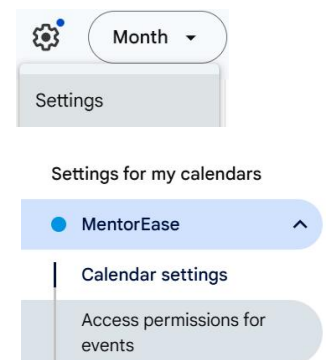 Month
Settings
Settings for my calendars
MentorEase
Calendar settings
Access permissions for
events